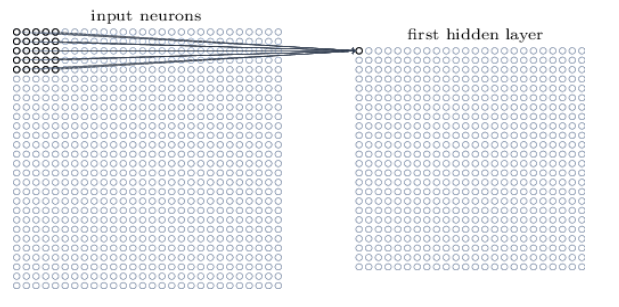 input neurons
first hidden layer